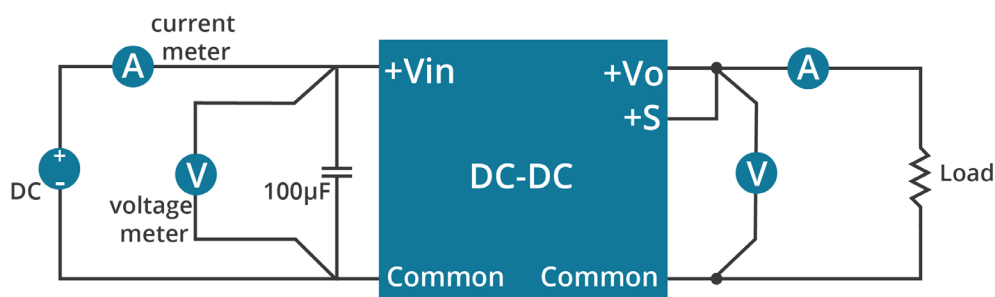 current
meter
A
+Vin
+Vo
A
+S
+
-
DC
V
100µF
DC-DC
V
Load
voltage
meter
Common
Common